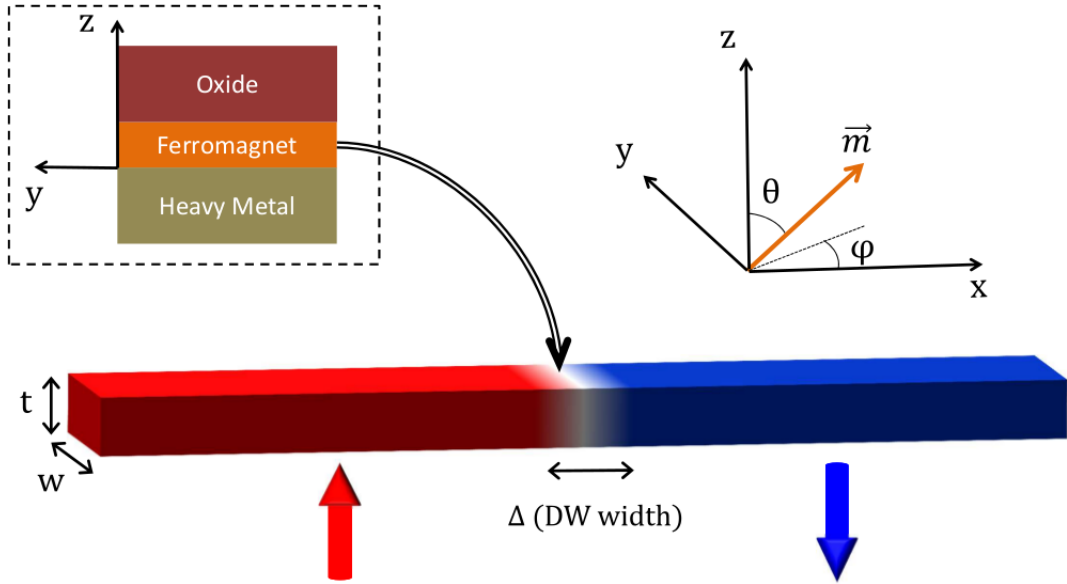 z
Oxide
Ferromagnet
Heavy Metal
y
z
y
m⃗
θ
φ
x
t
w
Δ (DW width)